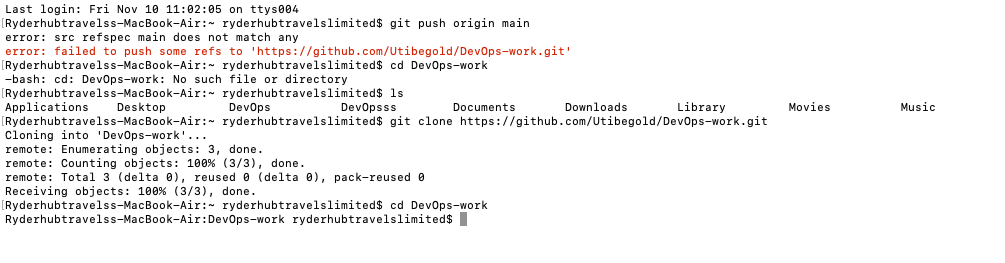 Last login: Fri Nov 10 11:02:05 on ttys004
[Ryderhubtravelss-MacBook-Air:~ ryderhubtravelslimited$ git push origin main
error: src refspec main does not match any
error: failed to push some refs to 'https://github.com/Utibegold/DevOps-work.git'
[Ryderhubtravelss-MacBook-Air:~ ryderhubtravelslimited$ cd DevOps-work
-bash: cd: DevOps-work: No such file or directory
[Ryderhubtravelss-MacBook-Air:~ ryderhubtravelslimited$ ls
Applications Desktop DevOps DevOpsss Documents Downloads Library Movies Music
[Ryderhubtravelss-MacBook-Air:~ ryderhubtravelslimited$ git clone https://github.com/Utibegold/DevOps-work.git
Cloning into 'DevOps-work'...
remote: Enumerating objects: 3, done.
remote: Counting objects: 100% (3/3), done.
remote: Total 3 (delta 0), reused 0 (delta 0), pack-reused 0
Receiving objects: 100% (3/3), done.
[Ryderhubtravelss-MacBook-Air:~ ryderhubtravelslimited$ cd DevOps-work
Ryderhubtravelss-MacBook-Air:DevOps-work ryderhubtravelslimited$